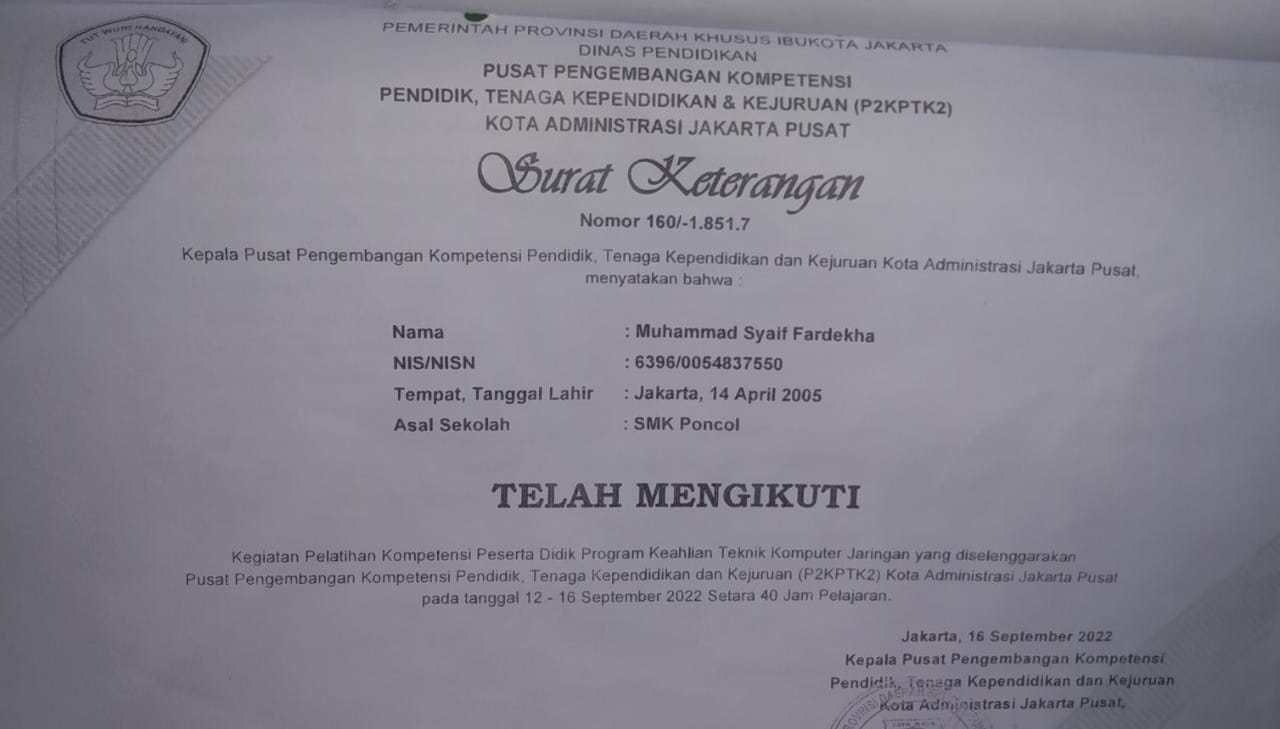 TUT WURI HANDAYANI
PEMERINTAH PROVINSI DAERAH KHUSUS IBUKOTA JAKARTA
DINAS PENDIDIKAN
PUSAT PENGEMBANGAN KOMPETENSI
PENDIDIK, TENAGA KEPENDIDIKAN & KEJURUAN (P2KPTK2)
KOTA ADMINISTRASI JAKARTA PUSAT
Surat Keterangan
Nomor 160/-1.851.7
Kepala Pusat Pengembangan Kompetensi Pendidik, Tenaga Kependidikan dan Kejuruan Kota Administrasi Jakarta Pusat,
menyatakan bahwa :
Nama : Muhammad Syaif Fardekha
NIS/NISN : 6396/0054837550
Tempat, Tanggal Lahir : Jakarta, 14 April 2005
Asal Sekolah : SMK Poncol
TELAH MENGIKUTI
Kegiatan Pelatihan Kompetensi Peserta Didik Program Keahlian Teknik Komputer Jaringan yang diselenggarakan
Pusat Pengembangan Kompetensi Pendidik, Tenaga Kependidikan dan Kejuruan (P2KPTK2) Kota Administrasi Jakarta Pusat
pada tanggal 12 - 16 September 2022 Setara 40 Jam Pelajaran.
Jakarta, 16 September 2022
Kepala Pusat Pengembangan Kompetensi
Pendidik, Tenaga Kependidikan dan Kejuruan
Kota Administrasi Jakarta Pusat,
PROVINSI DAERAH